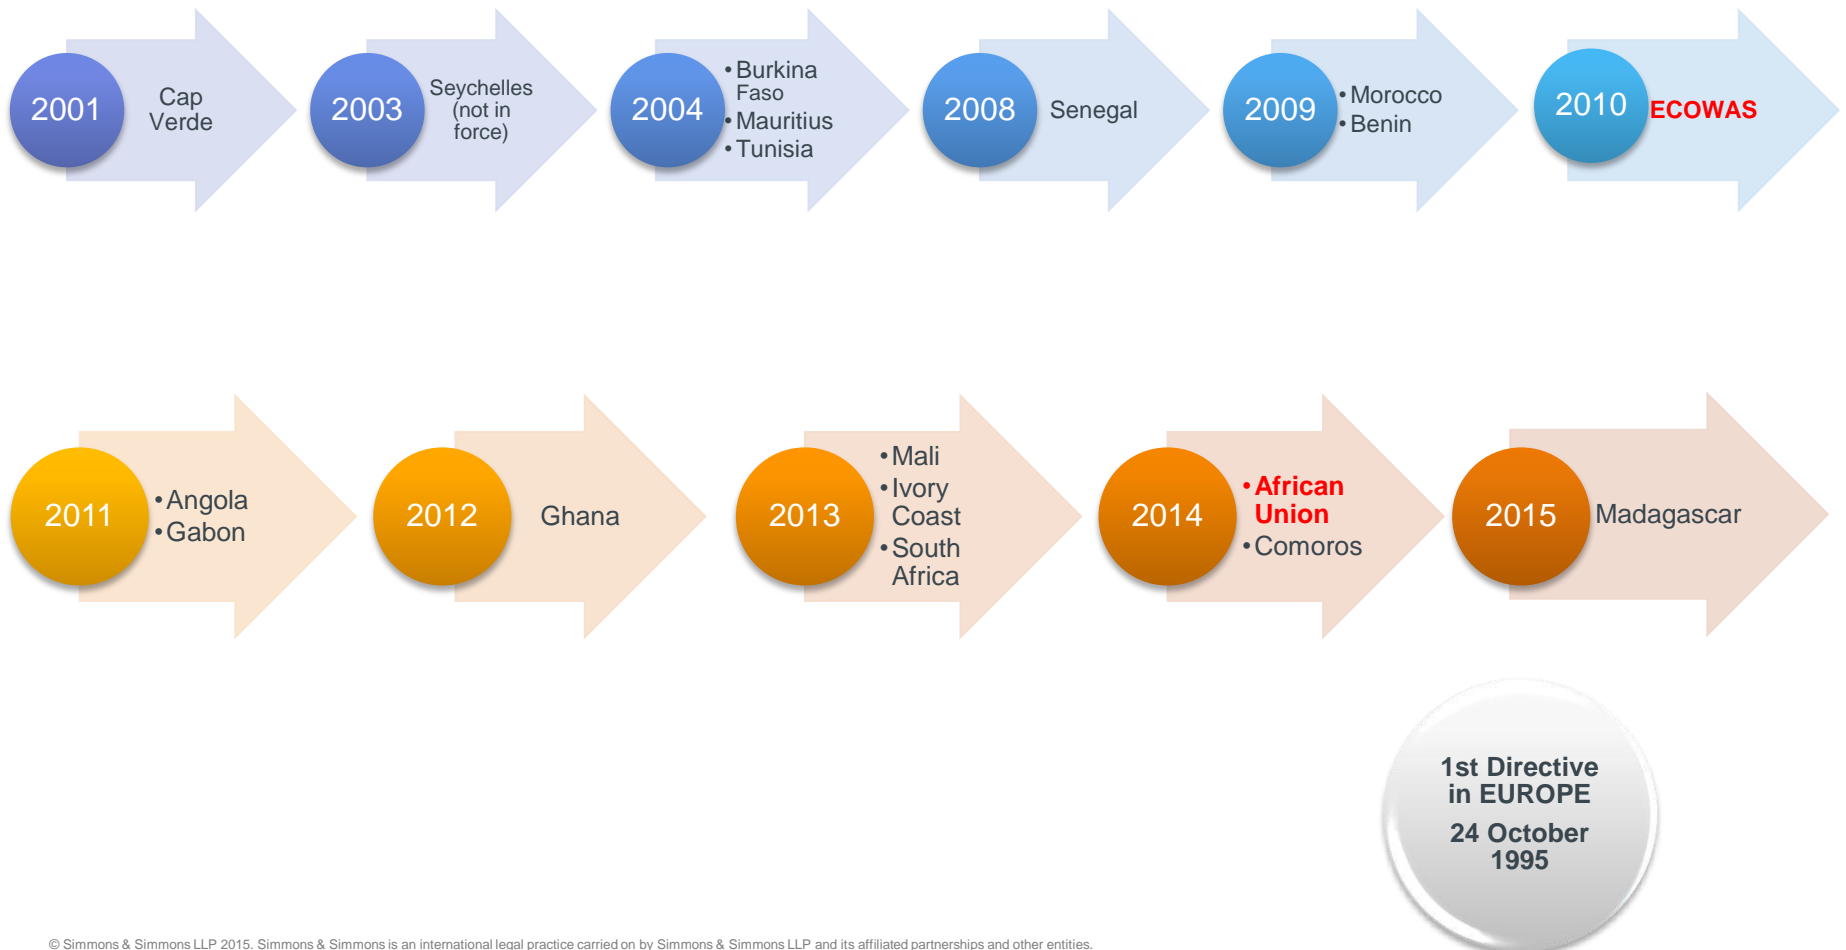 2001
Cap
Verde
2003
Seychelles
(not in
force)
2004
• Burkina
Faso
• Mauritius
• Tunisia
2008
Senegal
2009
• Morocco
• Benin
2010
ECOWAS
2011
• Angola
• Gabon
2012
Ghana
2013
• Mali
• Ivory
Coast
• South
Africa
2014
• African
Union
• Comoros
2015
Madagascar
1st Directive
in EUROPE
24 October
1995
© Simmons & Simmons LLP 2015. Simmons & Simmons is an international legal practice carried on by Simmons & Simmons LLP and its affiliated partnerships and other entities.